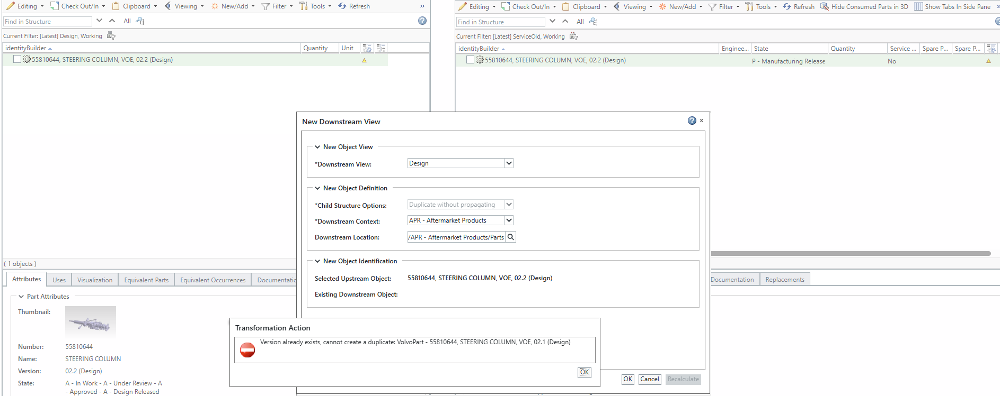 Editing Check Out/In Clipboard Viewing New/Add Filter Tools Refresh »
Find in Structure All
Current Filter: [Latest] Design, Working
identityBuilder Quantity Unit
55810644, STEERING COLUMN, VOE, 02.2 (Design)
Editing Check Out/In Clipboard Viewing New/Add Filter Tools Refresh Hide Consumed Parts in 3D Show Tabs In Side Pane »
Find in Structure All
Current Filter: [Latest] ServiceOld, Working
identityBuilder Enginee... State Quantity Service ... Spare P... Spare P...
55810644, STEERING COLUMN, VOE, 02.2 (Design) P - Manufacturing Release No
New Downstream View ? x
New Object View
*Downstream View: Design
New Object Definition
*Child Structure Options: Duplicate without propagating
*Downstream Context: APR - Aftermarket Products
Downstream Location: /APR - Aftermarket Products/Parts
New Object Identification
Selected Upstream Object: 55810644, STEERING COLUMN, VOE, 02.2 (Design)
Existing Downstream Object:
OK Cancel Recalculate
( 1 objects )
Attributes Uses Visualization Equivalent Parts Equivalent Occurrences Documentatic
Documentation Replacements
Part Attributes
Thumbnail:
Number: 55810644
Name: STEERING COLUMN
Version: 02.2 (Design)
State: A - In Work - A - Under Review - A
- Approved - A - Design Released
Transformation Action
Version already exists, cannot create a duplicate: VolvoPart - 55810644, STEERING COLUMN, VOE, 02.1 (Design)
OK